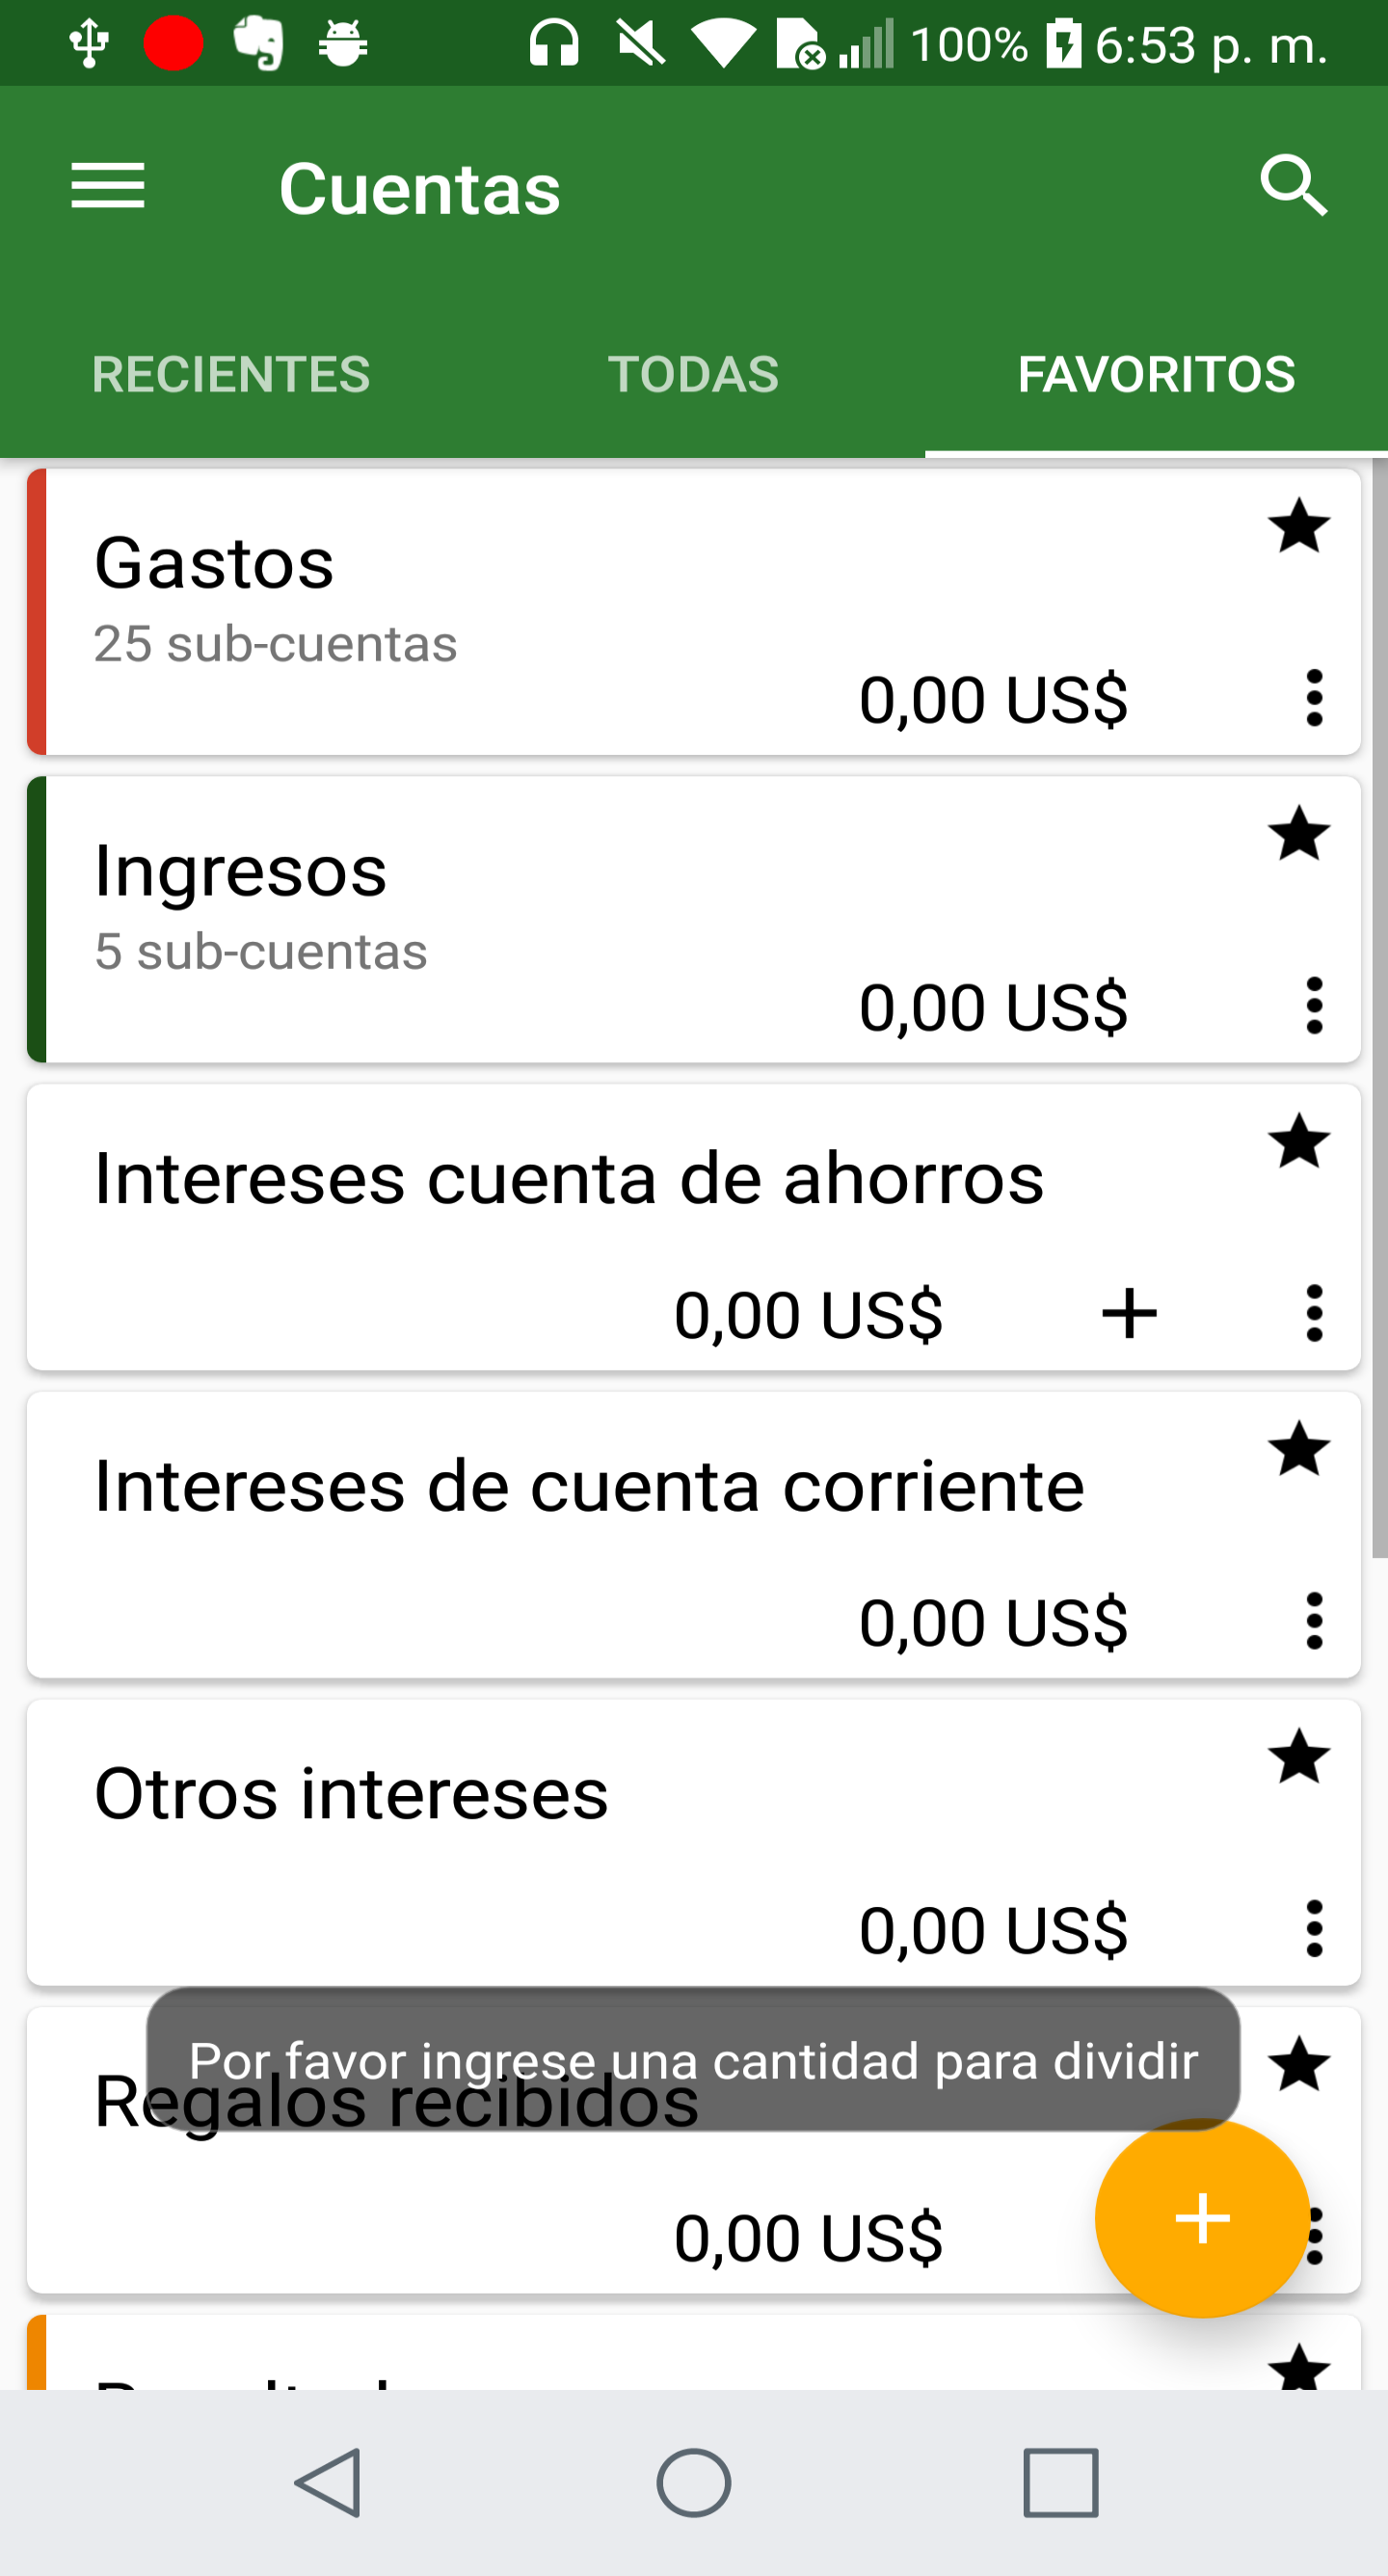 100% 6:53 p. m.
Cuentas
RECIENTES TODAS FAVORITOS
Gastos
25 sub-cuentas
0,00 US$
Ingresos
5 sub-cuentas
0,00 US$
Intereses cuenta de ahorros
0,00 US$
Intereses de cuenta corriente
0,00 US$
Otros intereses
0,00 US$
Por favor ingrese una cantidad para dividir
Regalos recibidos
0,00 US$